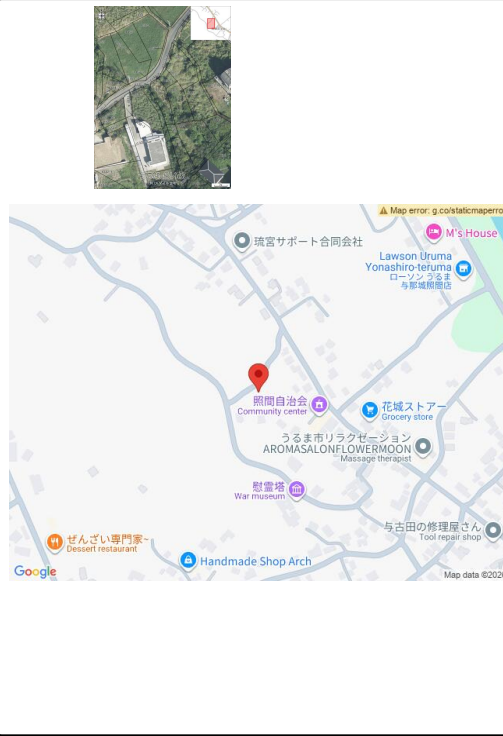 Map error: g.co/staticmaperro
M's House
琉宮サポート合同会社
Lawson Uruma
Yonashiro-teruma
ローソン うるま
与那城照間店
照間自治会
Community center
花城ストアー
Grocery store
うるま市リラクゼーション
AROMASALONFLOWERMOON
Massage therapist
慰霊塔
War museum
与古田の修理屋さん
Tool repair shop
ぜんざい専門家~
Dessert restaurant
Handmade Shop Arch
Google
Map data ©202